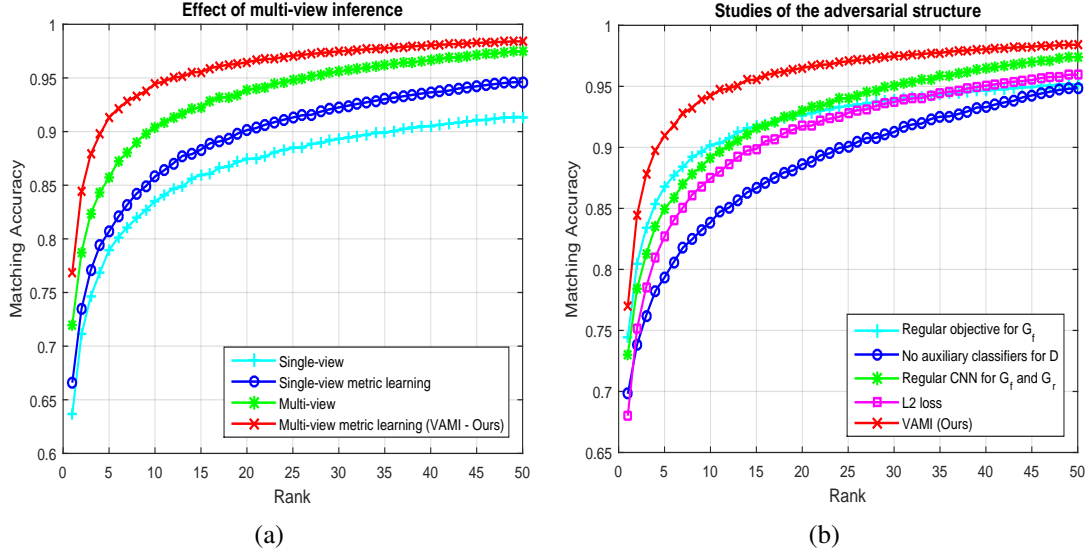 Effect of multi-view inference
Matching Accuracy
1
0.95
0.9
0.85
0.8
0.75
0.7
0.65
0.6
Single-view
Single-view metric learning
Multi-view
Multi-view metric learning (VAMI - Ours)
0 5 10 15 20 25 30 35 40 45 50
Rank
(a)
Studies of the adversarial structure
Matching Accuracy
1
0.95
0.9
0.85
0.8
0.75
0.7
0.65
Regular objective for G_f
No auxiliary classifiers for D
Regular CNN for G_f and G_r
L2 loss
VAMI (Ours)
0 5 10 15 20 25 30 35 40 45 50
Rank
(b)